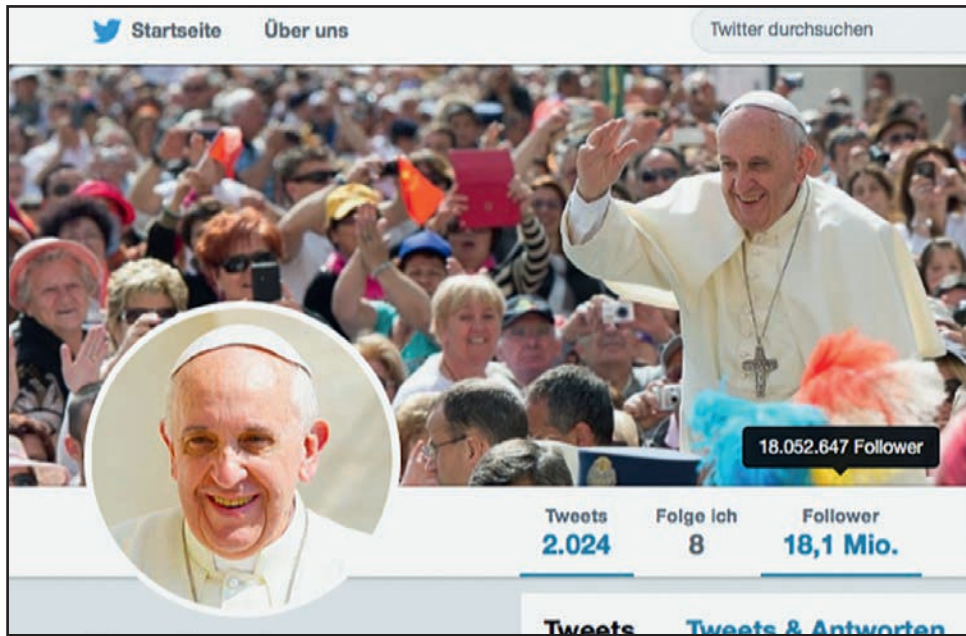 Startseite Über uns Twitter durchsuchen
18.052.647 Follower
Tweets Folge ich Follower
2.024 8 18,1 Mio.
Tweets Tweets & Antworten